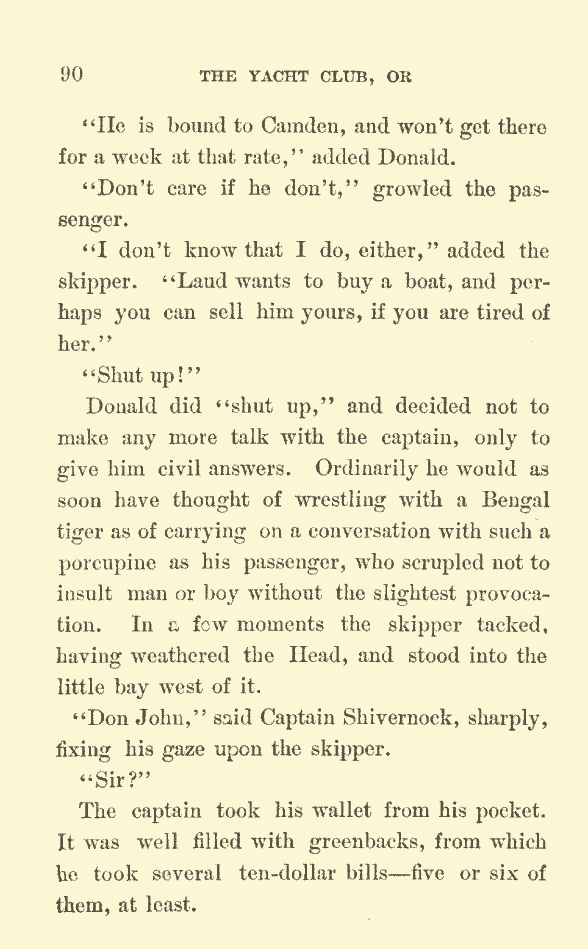 90 THE YACHT CLUB, OR
"He is bound to Camden, and won't get there
for a week at that rate," added Donald.
"Don't care if he don't," growled the pas-
senger.
"I don't know that I do, either," added the
skipper. "Laud wants to buy a boat, and per-
haps you can sell him yours, if you are tired of
her."
"Shut up!"
Donald did "shut up," and decided not to
make any more talk with the captain, only to
give him civil answers. Ordinarily he would as
soon have thought of wrestling with a Bengal
tiger as of carrying on a conversation with such a
porcupine as his passenger, who scrupled not to
insult man or boy without the slightest provoca-
tion. In a few moments the skipper tacked,
having weathered the Head, and stood into the
little bay west of it.
"Don John," said Captain Shivernock, sharply,
fixing his gaze upon the skipper.
"Sir?"
The captain took his wallet from his pocket.
It was well filled with greenbacks, from which
he took several ten-dollar bills—five or six of
them, at least.